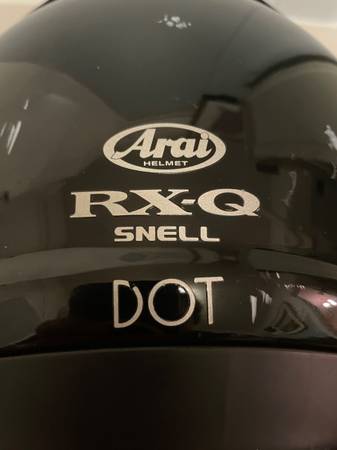 Arai
HELMET
RX-Q
SNELL
DOT